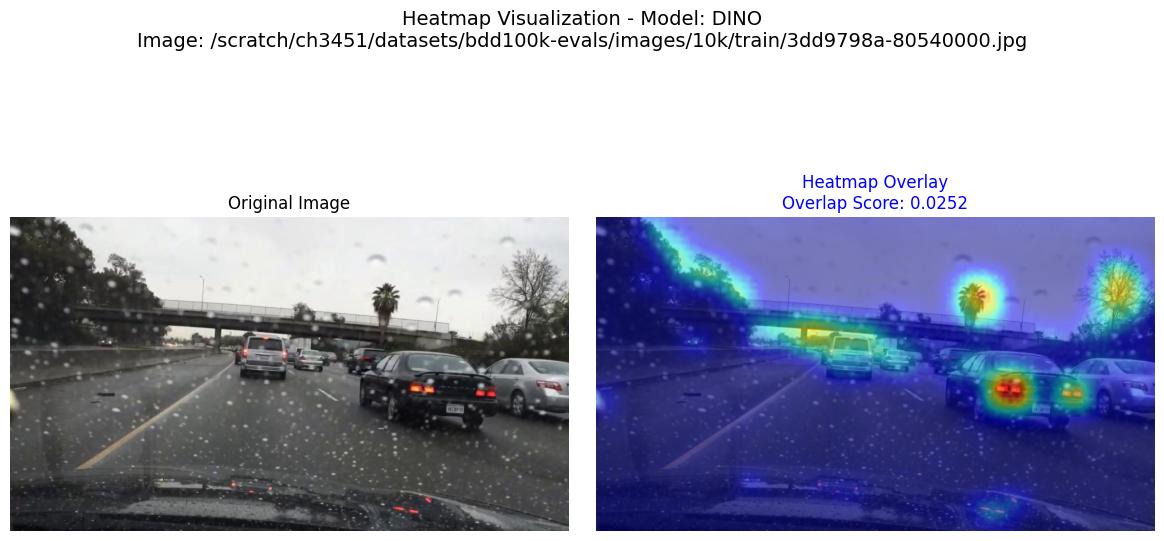 Heatmap Visualization - Model: DINO
Image: /scratch/ch3451/datasets/bdd100k-evals/images/10k/train/3dd9798a-80540000.jpg
Original Image
Heatmap Overlay
Overlap Score: 0.0252